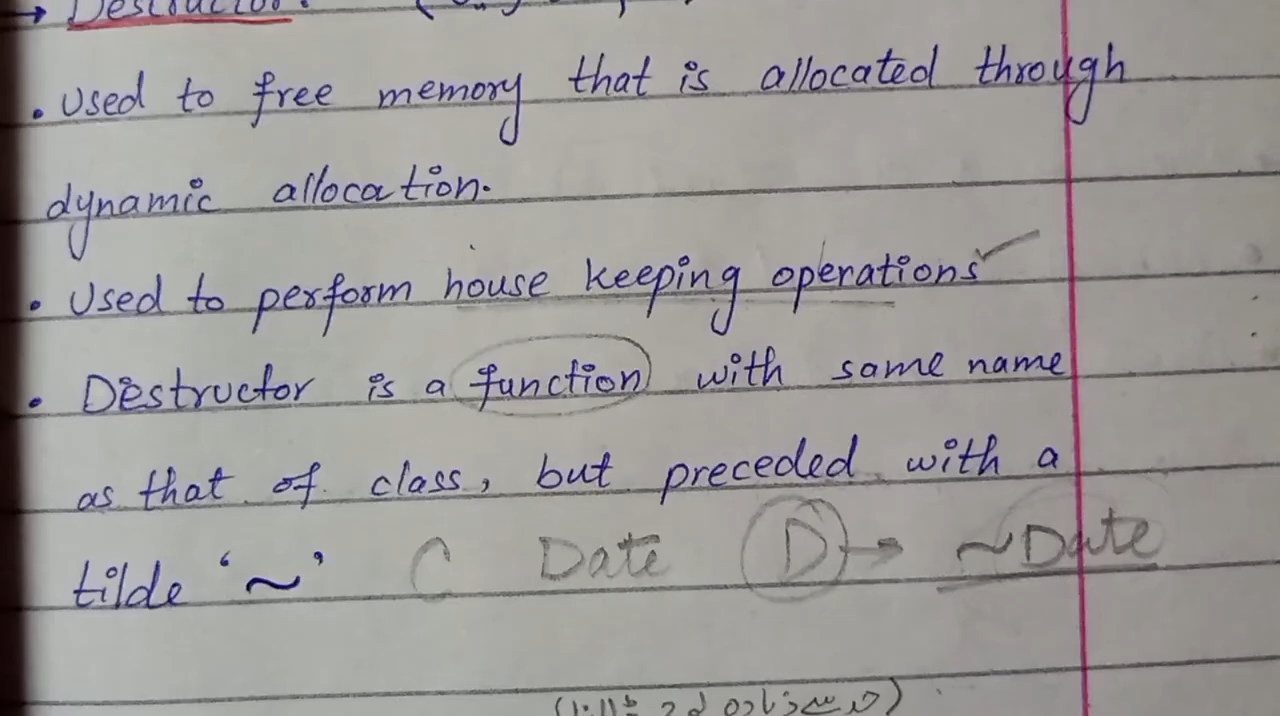 → Destructor:
• Used to free memory that is allocated through
dynamic allocation.
• Used to perform house keeping operations ✓
• Destructor is a function with same name
as that of class, but preceded with a
tilde ‘~’ C Date D → ~Date